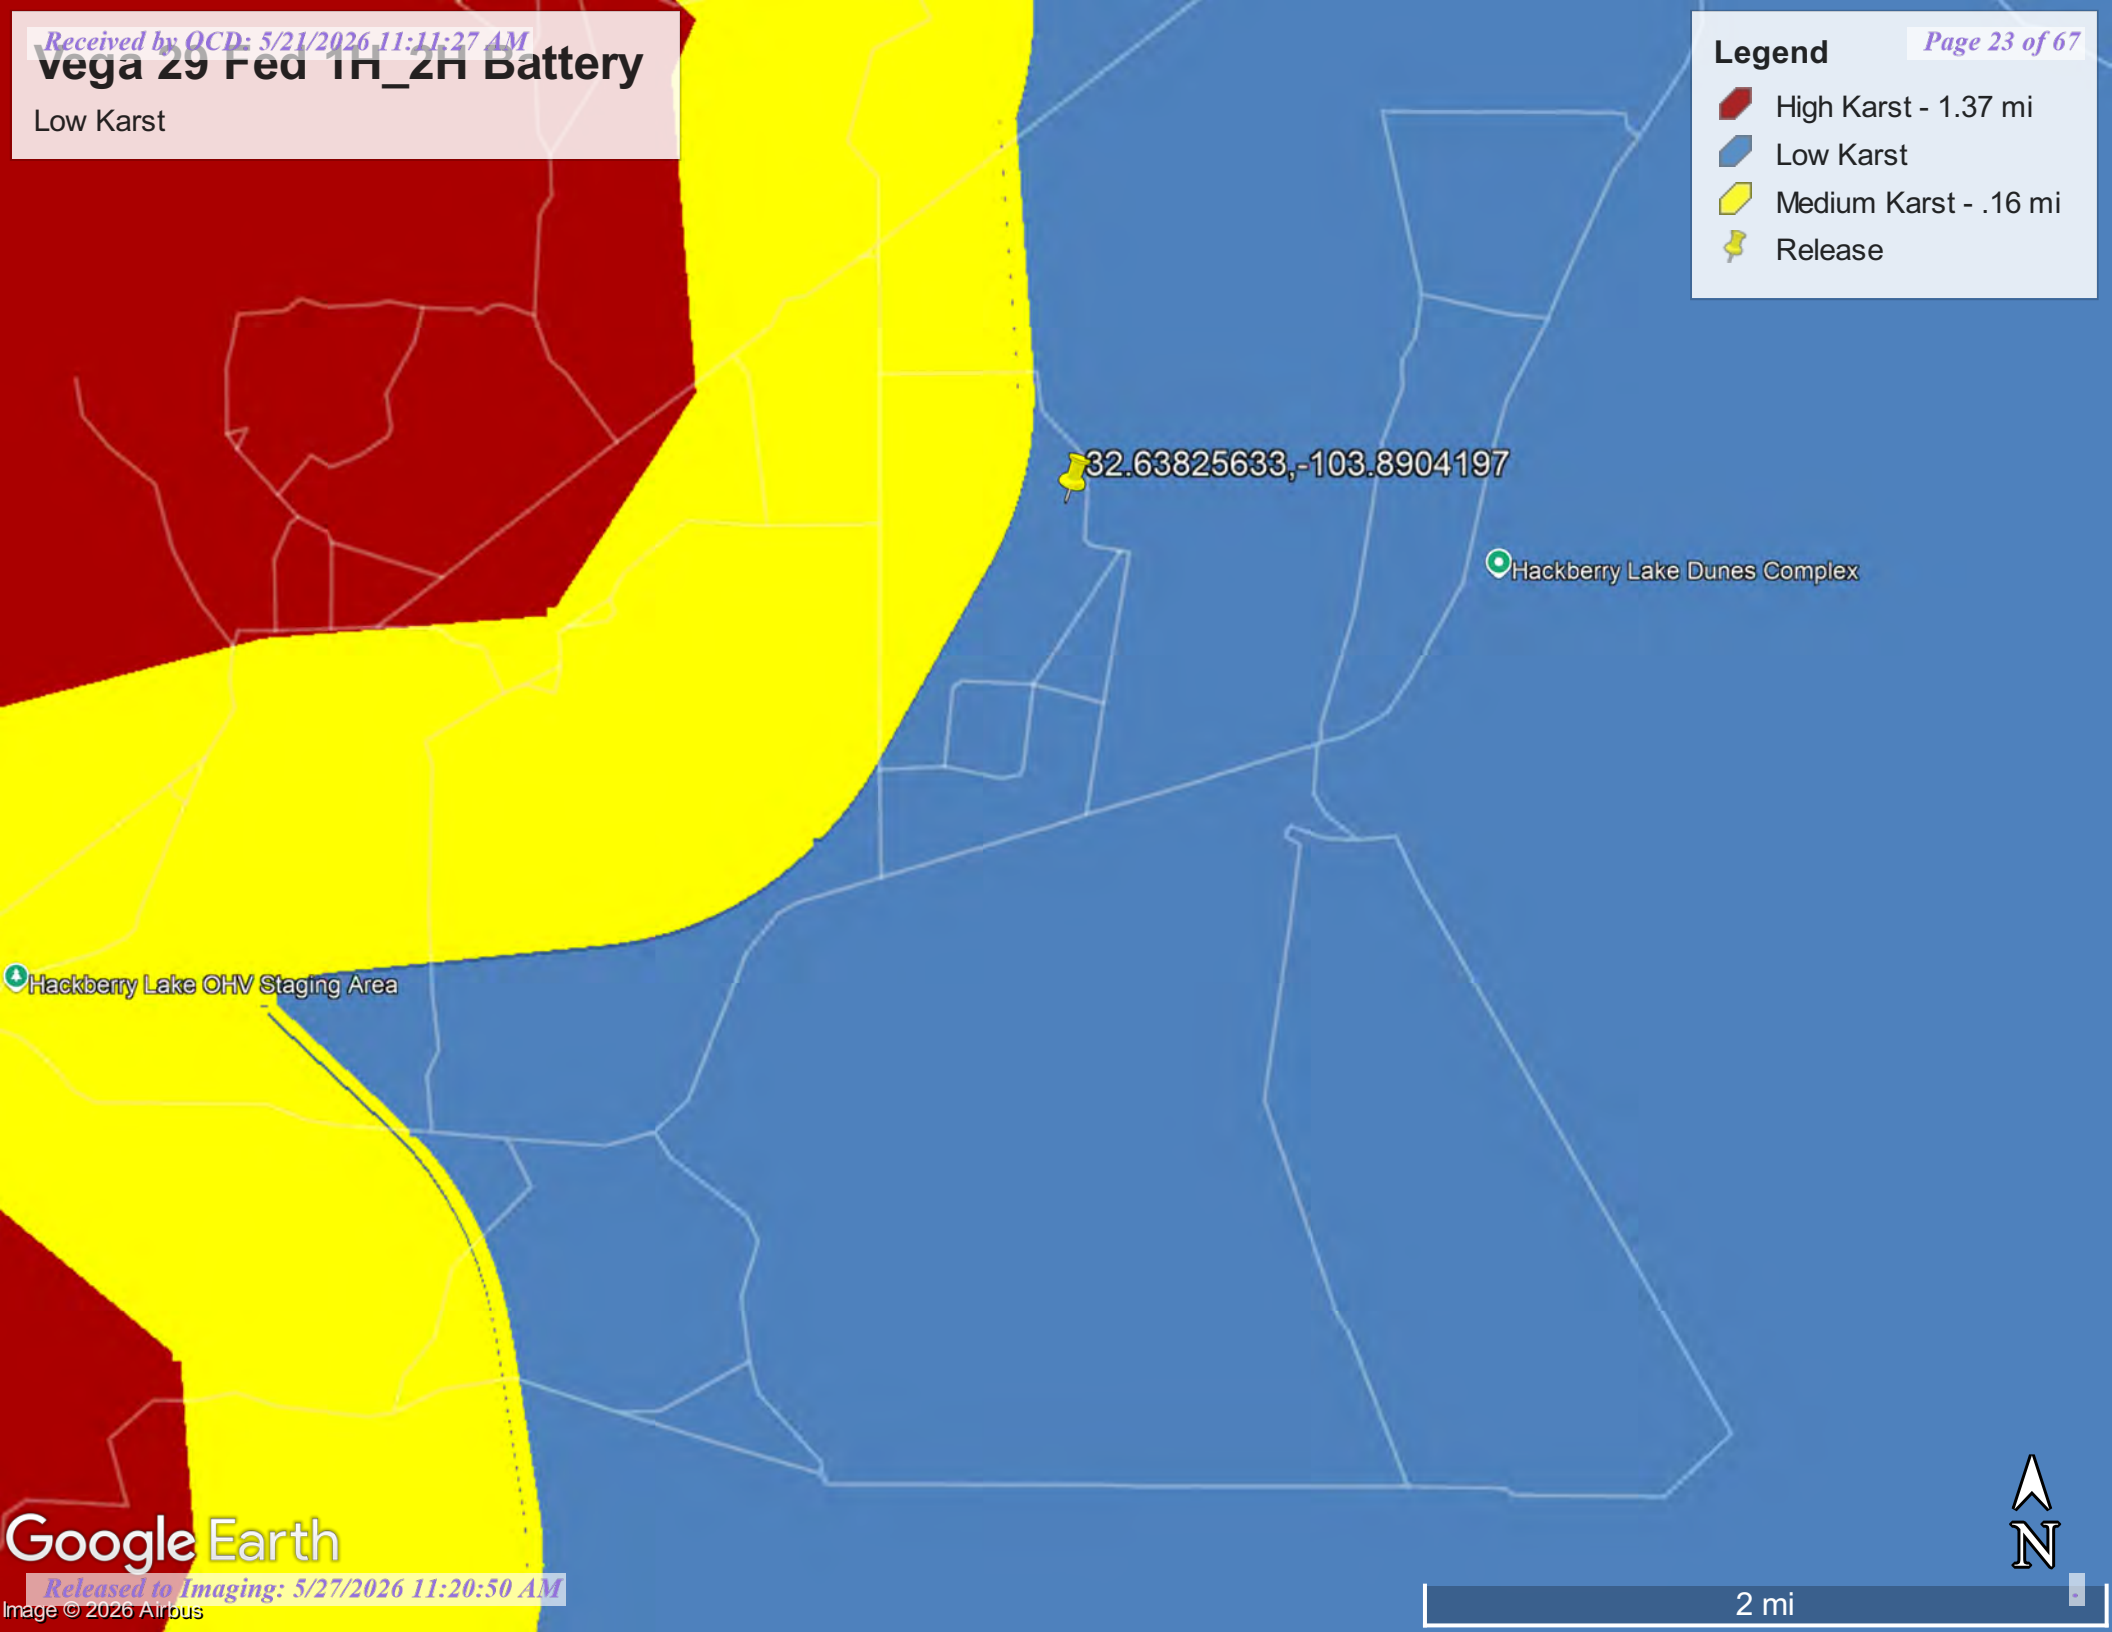 Received by OCD: 5/21/2026 11:11:27 AM
Vega 29 Fed 1H_2H Battery
Low Karst
Page 23 of 67
Legend
High Karst - 1.37 mi
Low Karst
Medium Karst - .16 mi
Release
32.63825633,-103.8904197
Hackberry Lake Dunes Complex
Hackberry Lake OHV Staging Area
N
Google Earth
Released to Imaging: 5/27/2026 11:20:50 AM
Image © 2026 Airbus
2 mi